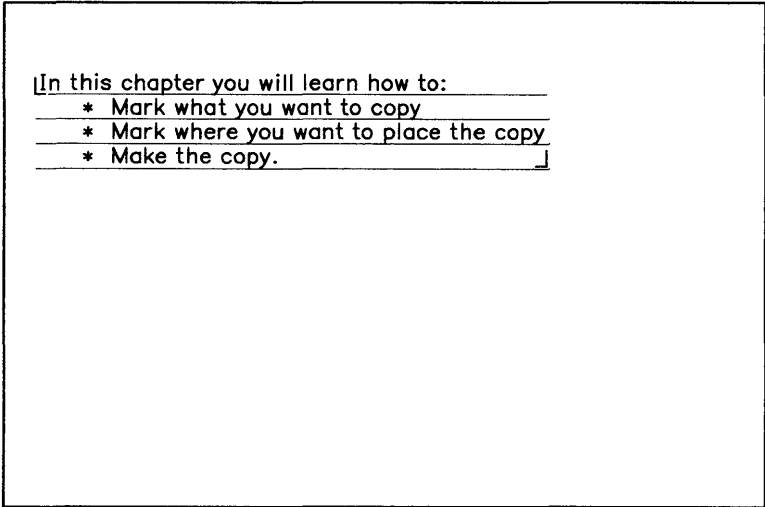 In this chapter you will learn how to:
* Mark what you want to copy
* Mark where you want to place the copy
* Make the copy.